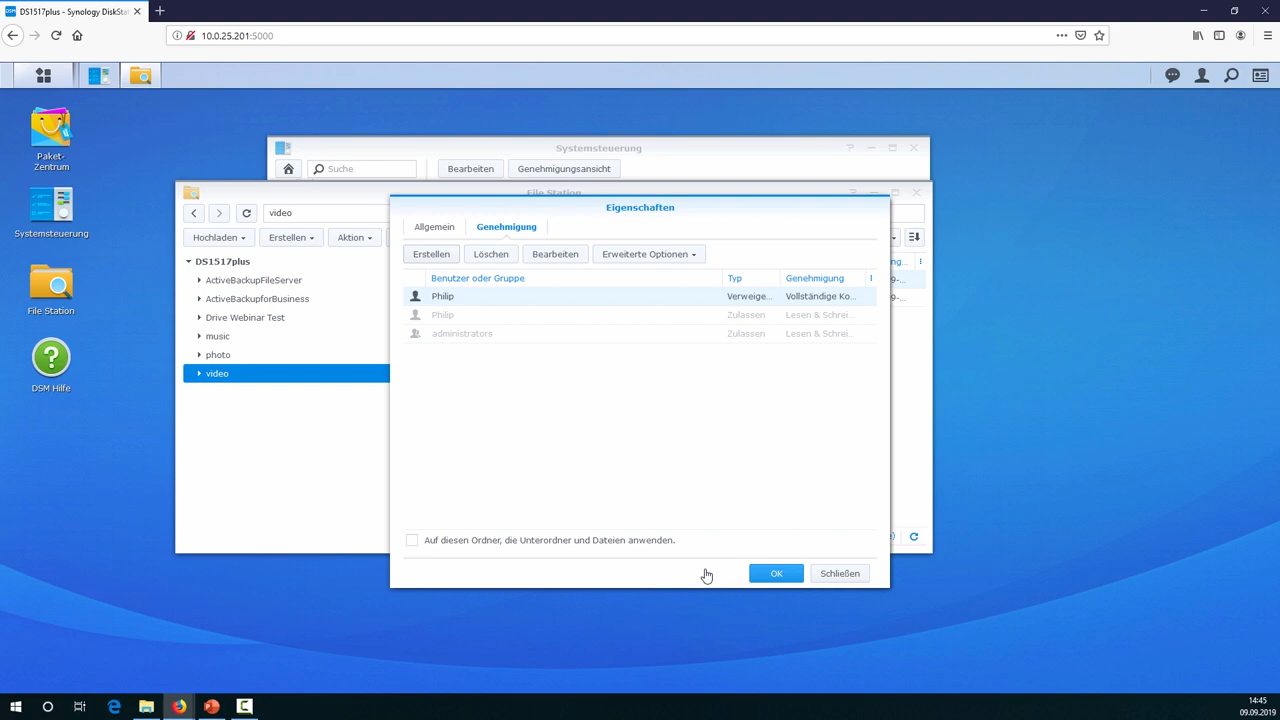 DS1517plus - Synology DiskSta
10.0.25.201:5000
Paket-
Zentrum
Systemsteuerung
File Station
DSM Hilfe
Systemsteuerung
Suche
Bearbeiten
Genehmigungsansicht
File Station
video
Hochladen
Erstellen
Aktion
DS1517plus
ActiveBackupFileServer
ActiveBackupforBusiness
Drive Webinar Test
music
photo
video
Eigenschaften
Allgemein
Genehmigung
Erstellen
Löschen
Bearbeiten
Erweiterte Optionen
Benutzer oder Gruppe
Typ
Genehmigung
Philip
Verweige...
Vollständige Ko...
Philip
Zulassen
Lesen & Schrei...
administrators
Zulassen
Lesen & Schrei...
Auf diesen Ordner, die Unterordner und Dateien anwenden.
OK
Schließen
14:45
09.09.2019